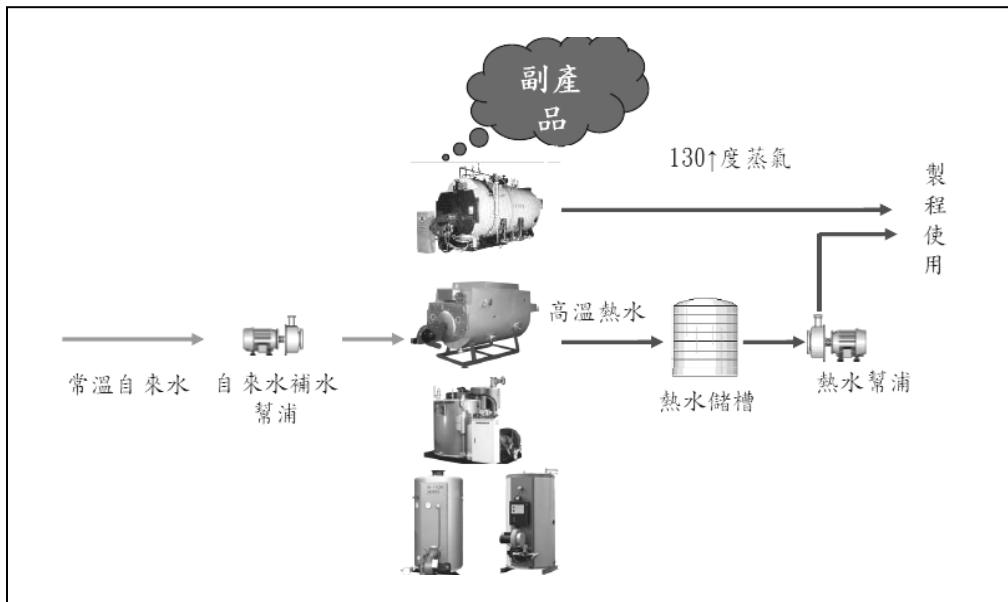 副產
品
130↑度蒸氣
製
程
使
用
高溫熱水
常溫自來水
自來水補水
幫浦
熱水儲槽
熱水幫浦